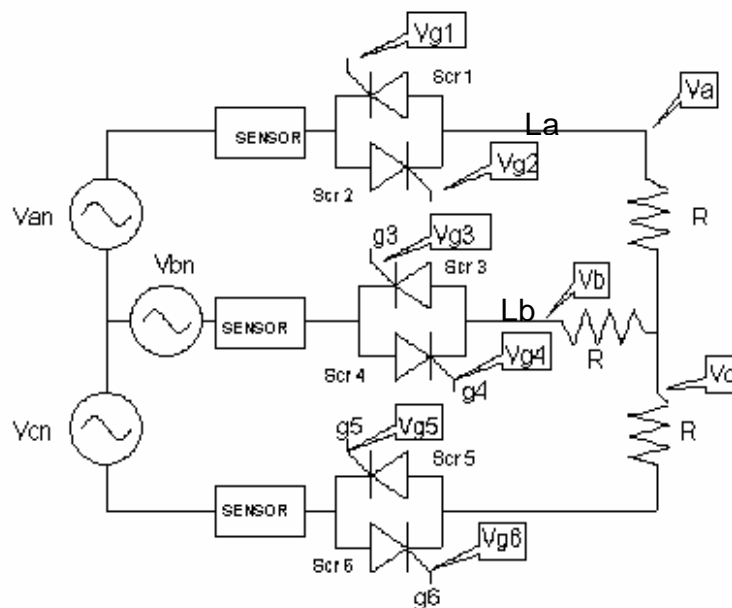 Vg1
Scr 1
La
Va
SENSOR
Scr 2
Vg2
Van
R
g3
Vg3
Vbn
Scr 3
Lb
Vb
SENSOR
Scr 4
Vg4
g4
R
Vcn
g5
Vg5
Scr 5
R
SENSOR
Scr 6
Vg6
g6